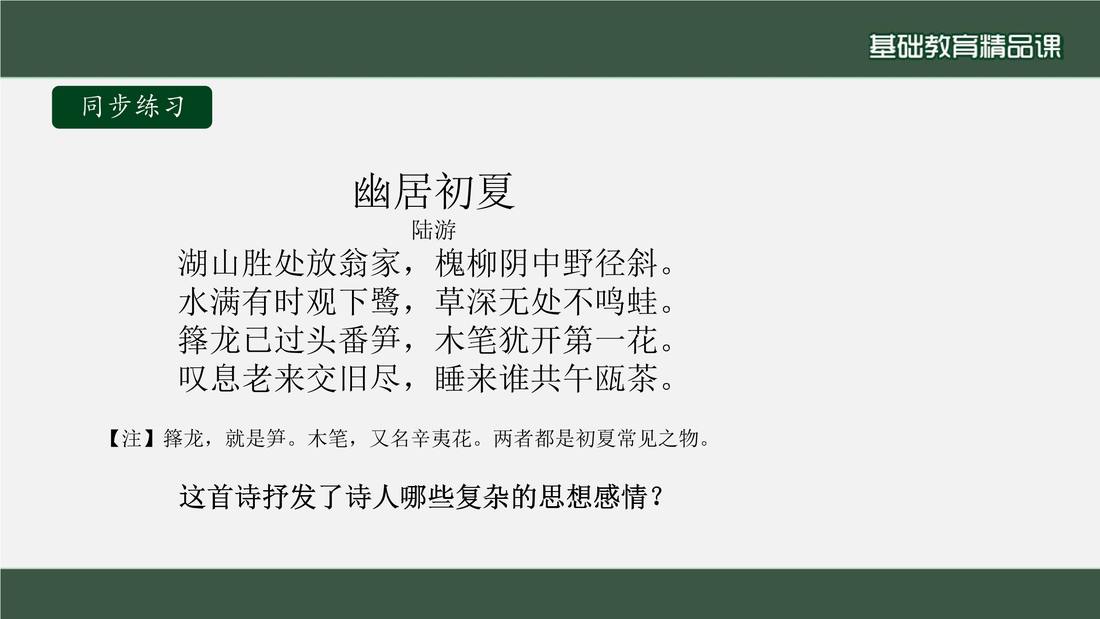 基础教育精品课
同步练习
幽居初夏
陆游
湖山胜处放翁家，槐柳阴中野径斜。
水满有时观下鹭，草深无处不鸣蛙。
箨龙已过头番笋，木笔犹开第一花。
叹息老来交旧尽，睡来谁共午瓯茶。
【注】箨龙，就是笋。木笔，又名辛夷花。两者都是初夏常见之物。
这首诗抒发了诗人哪些复杂的思想感情？